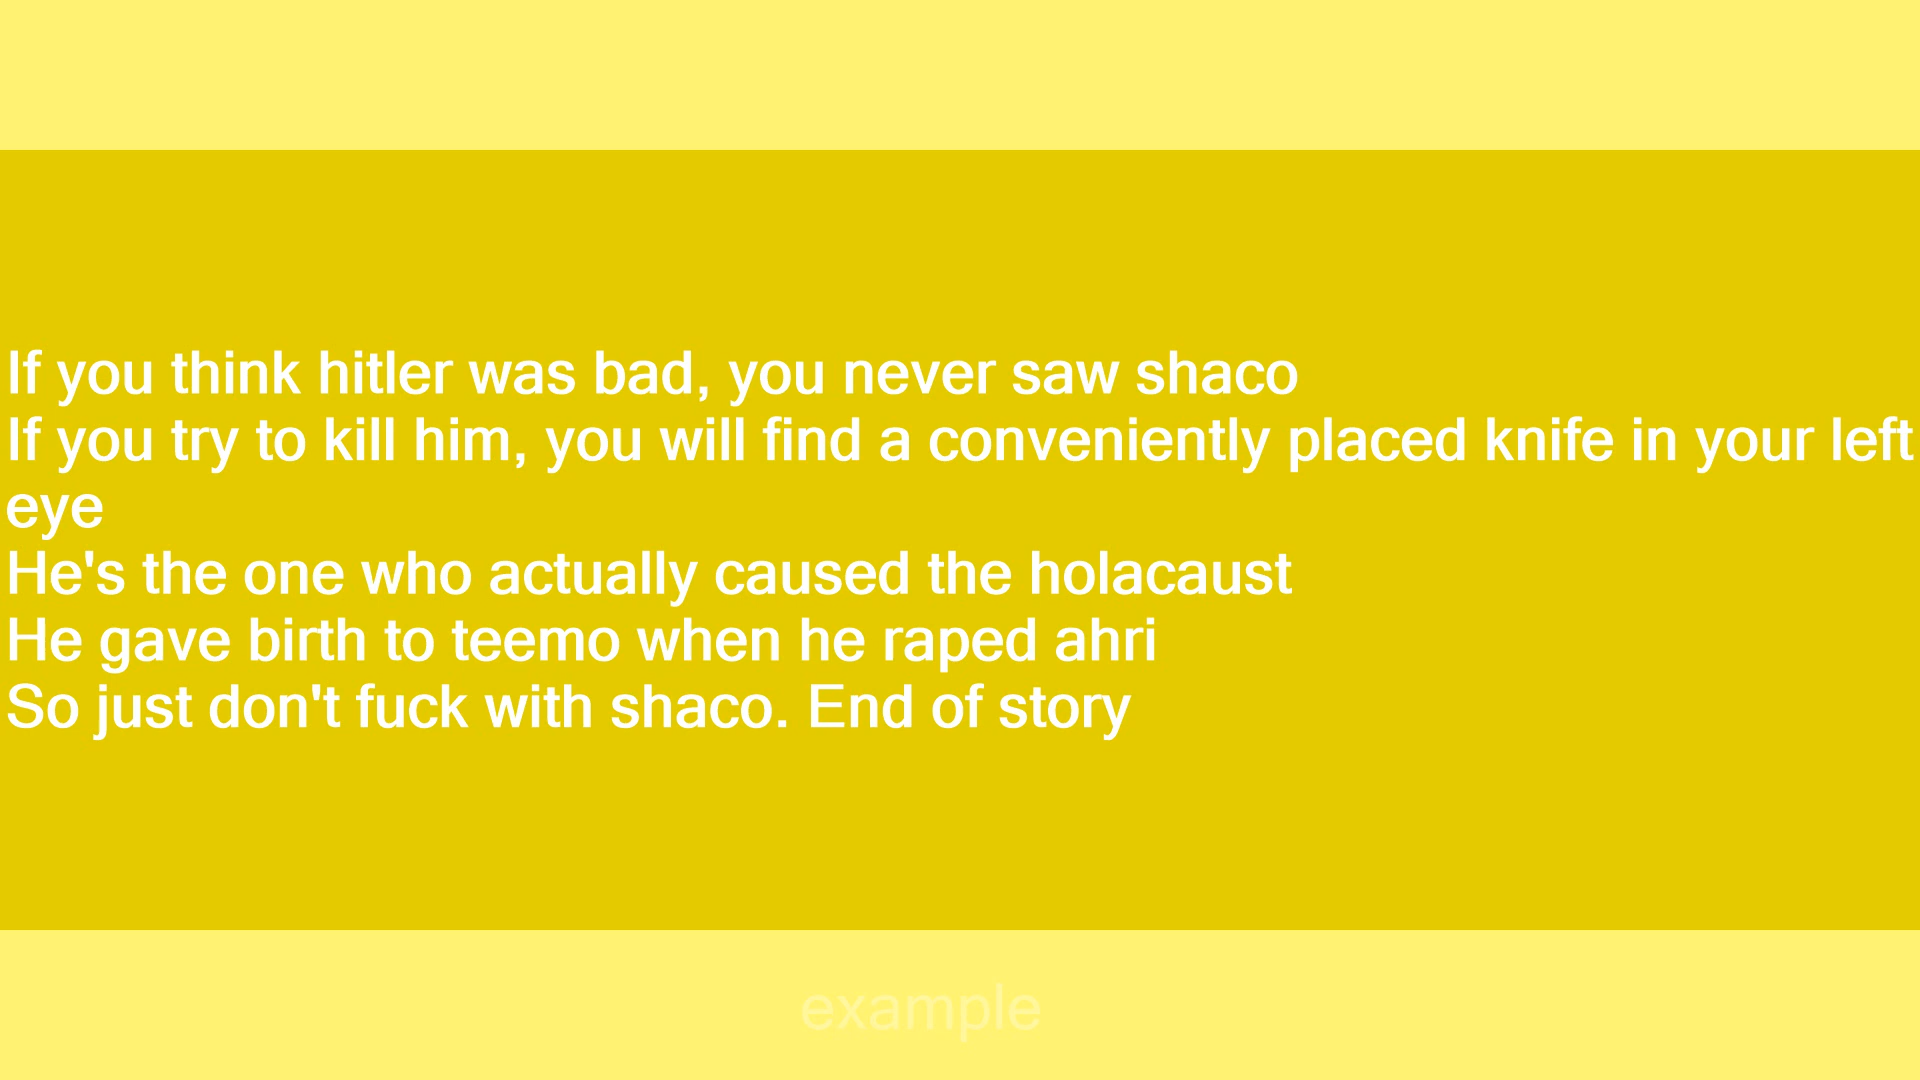 If you think hitler was bad, you never saw shaco
If you try to kill him, you will find a conveniently placed knife in your left
eye
He's the one who actually caused the holacaust
He gave birth to teemo when he raped ahri
So just don't fuck with shaco. End of story
example